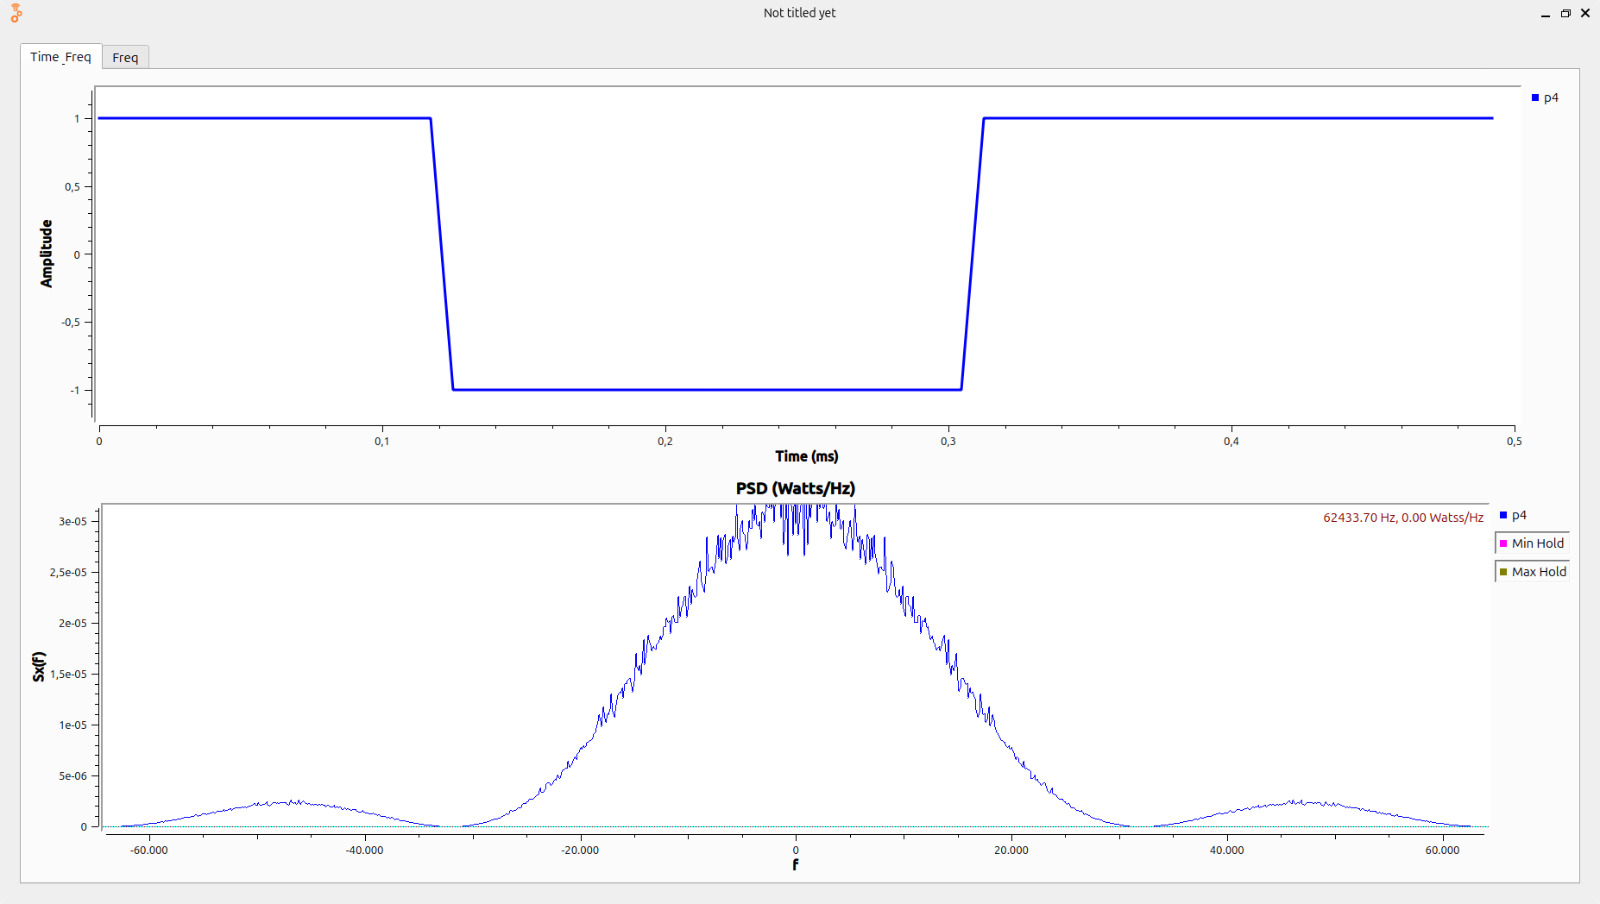 Not titled yet
Time_Freq
Freq
p4
1
0,5
0
-0,5
-1
Amplitude
0
0,1
0,2
0,3
0,4
0,5
Time (ms)
PSD (Watts/Hz)
62433.70 Hz, 0.00 Watss/Hz
p4
Min Hold
Max Hold
3e-05
2,5e-05
2e-05
1,5e-05
1e-05
5e-06
0
Sx(f)
-60.000
-40.000
-20.000
0
20.000
40.000
60.000
f